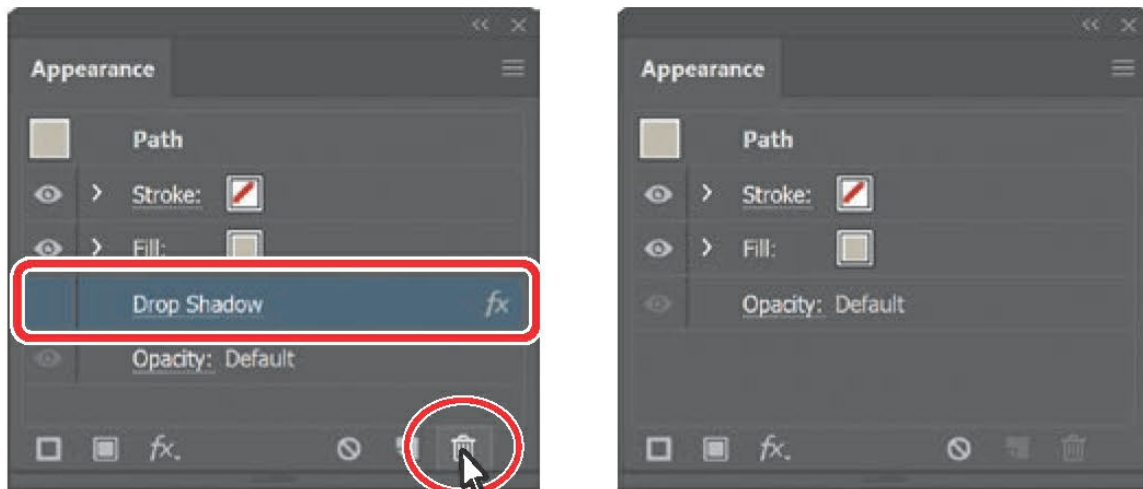 Appearance
Path
Stroke:
Fill:
Drop Shadow fx
Opacity: Default
fx.
Appearance
Path
Stroke:
Fill:
Opacity: Default
fx.